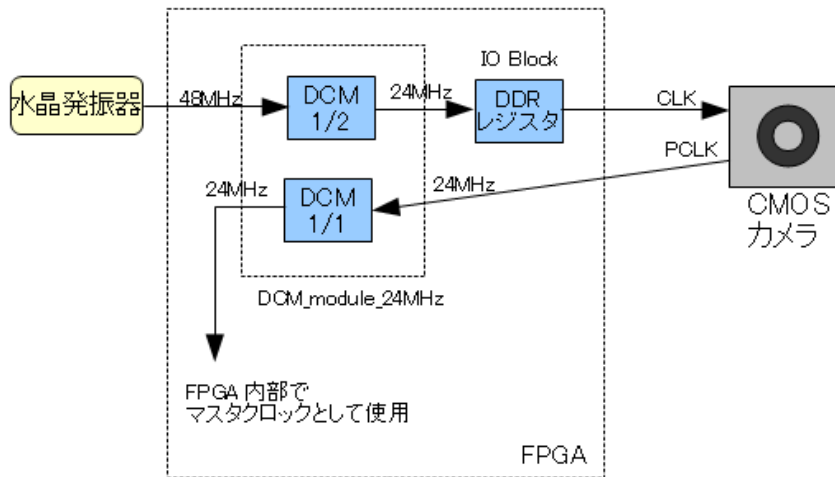 IO Block
水晶発振器
48MHz
DCM
1/2
24MHz
DDR
レジスタ
CLK
PCLK
24MHz
DCM
1/1
24MHz
CMOS
カメラ
DCM_module_24MHz
FPGA 内部で
マスタクロックとして使用
FPGA